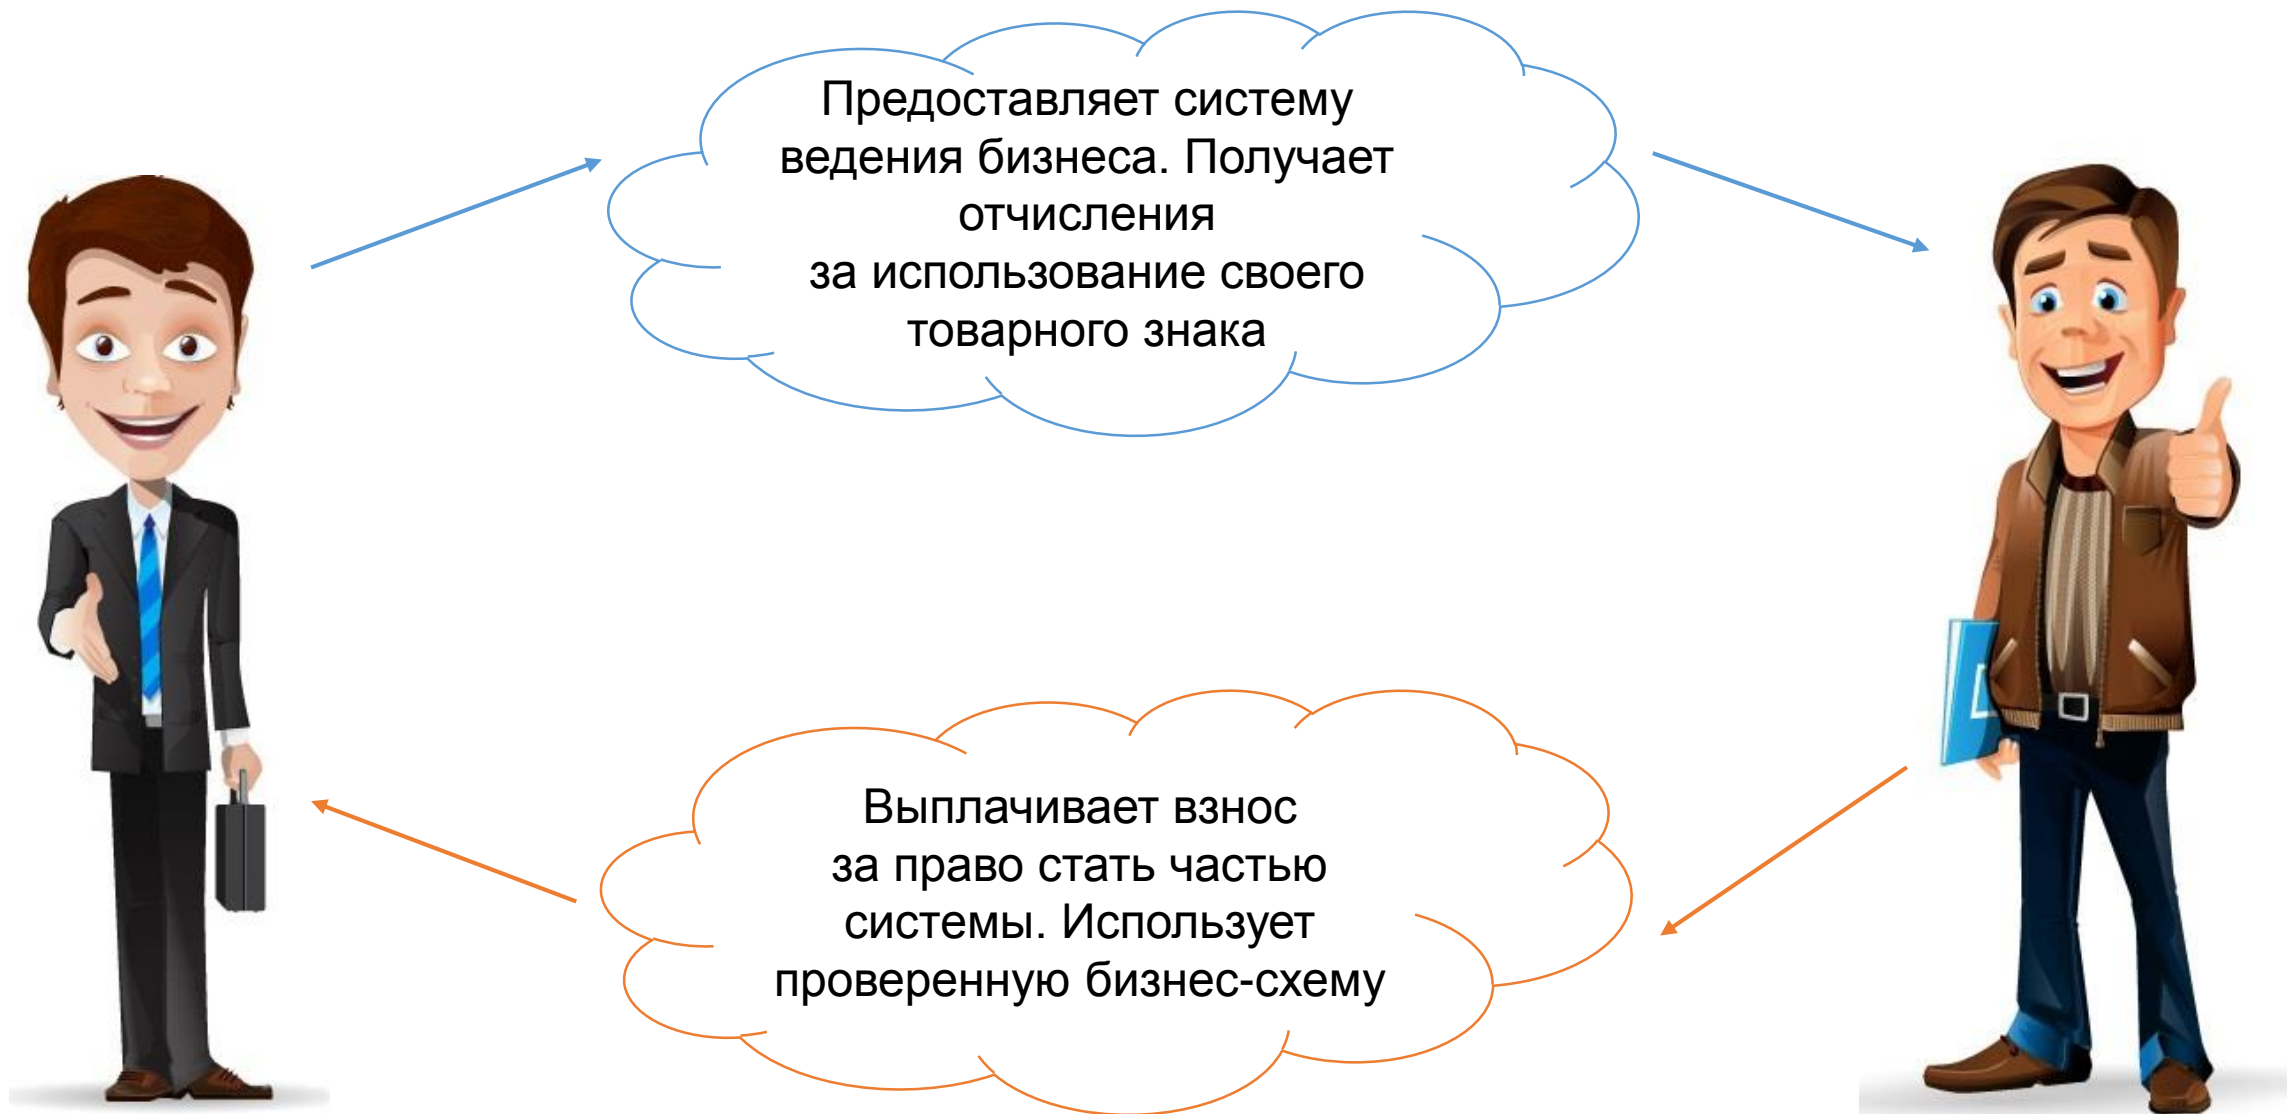 Предоставляет систему
ведения бизнеса. Получает
отчисления
за использование своего
товарного знака
Выплачивает взнос
за право стать частью
системы. Использует
проверенную бизнес-схему